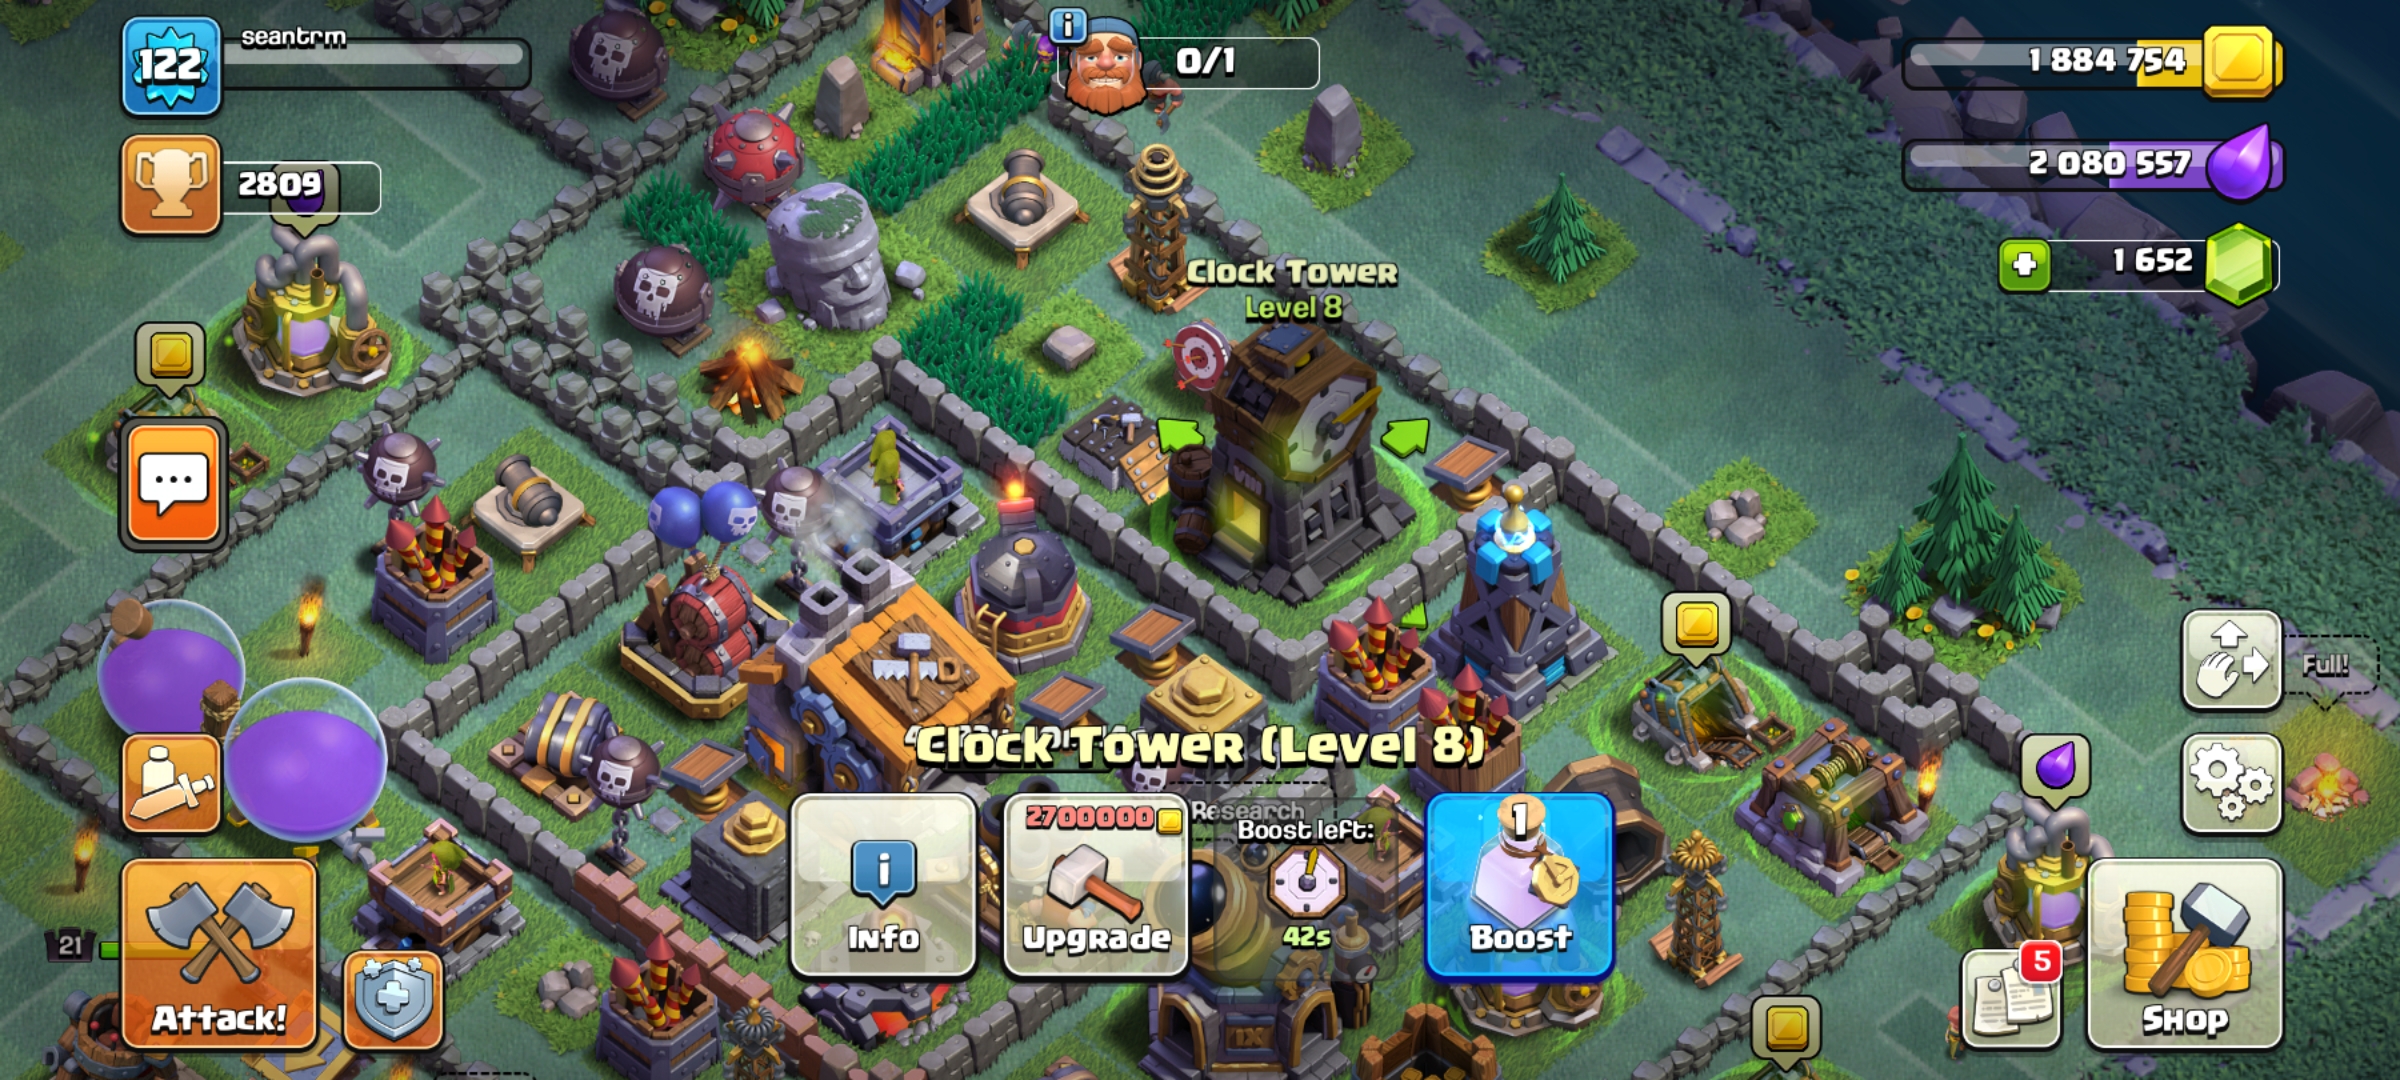 122
seantrm
0/1
1 884 754
2809
2 080 557
1 652
Clock Tower
Level 8
Full!
Clock Tower (Level 8)
2700000
Research
Boost left:
1
42s
Info
Upgrade
Boost
21
5
Attack!
Shop